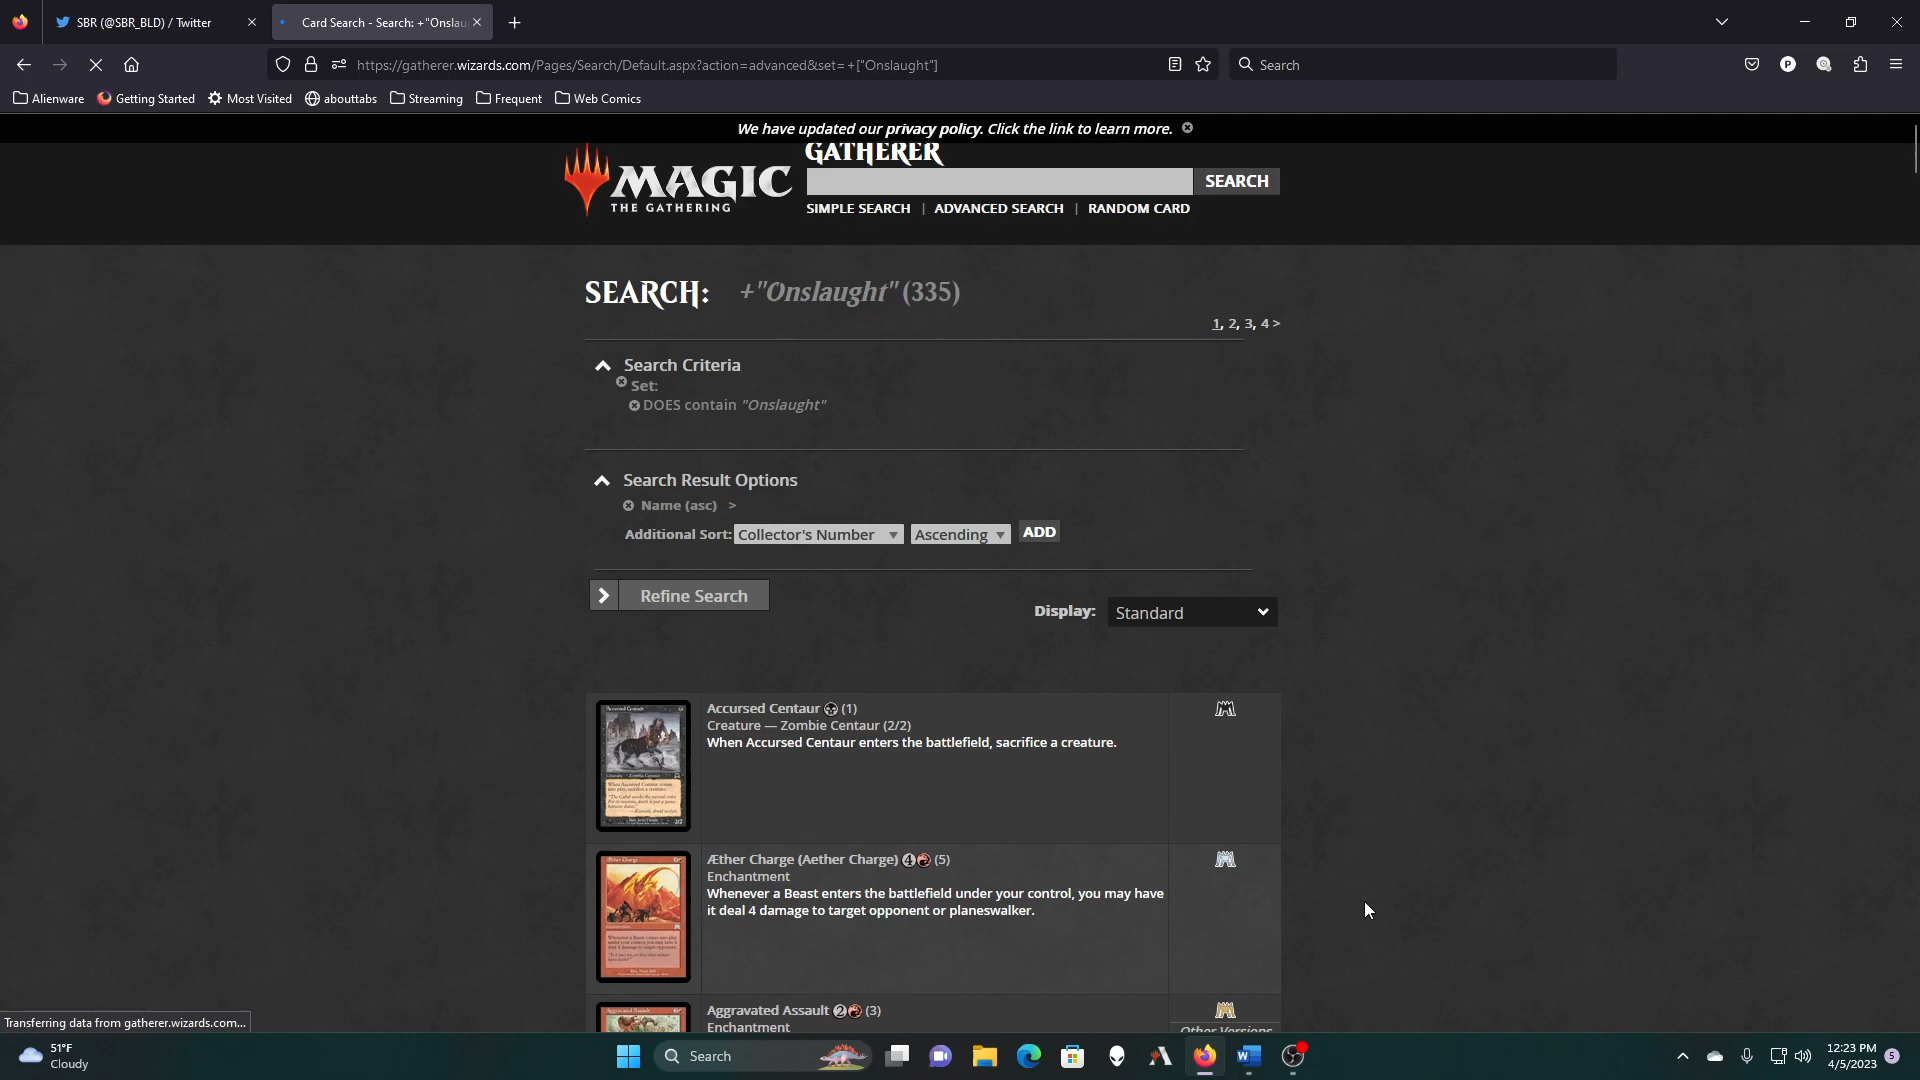 SBR (@SBR_BLD) / Twitter
Card Search - Search: +"Onslau
https://gatherer.wizards.com/Pages/Search/Default.aspx?action=advanced&set=+["Onslaught"]
Search
Alienware
Getting Started
Most Visited
abouttabs
Streaming
Frequent
Web Comics
We have updated our privacy policy. Click the link to learn more.
GATHERER
MAGIC
THE GATHERING
SEARCH
SIMPLE SEARCH | ADVANCED SEARCH | RANDOM CARD
SEARCH: +"Onslaught" (335)
1, 2, 3, 4 >
Search Criteria
Set:
DOES contain "Onslaught"
Search Result Options
Name (asc) >
Additional Sort: Collector's Number Ascending ADD
Refine Search
Display: Standard
Accursed Centaur (1)
Creature — Zombie Centaur (2/2)
When Accursed Centaur enters the battlefield, sacrifice a creature.
Æther Charge (Aether Charge) 4 (5)
Enchantment
Whenever a Beast enters the battlefield under your control, you may have
it deal 4 damage to target opponent or planeswalker.
Aggravated Assault 2 (3)
Enchantment
Other Versions
Transferring data from gatherer.wizards.com...
51°F
Cloudy
Search
12:23 PM
4/5/2023
5